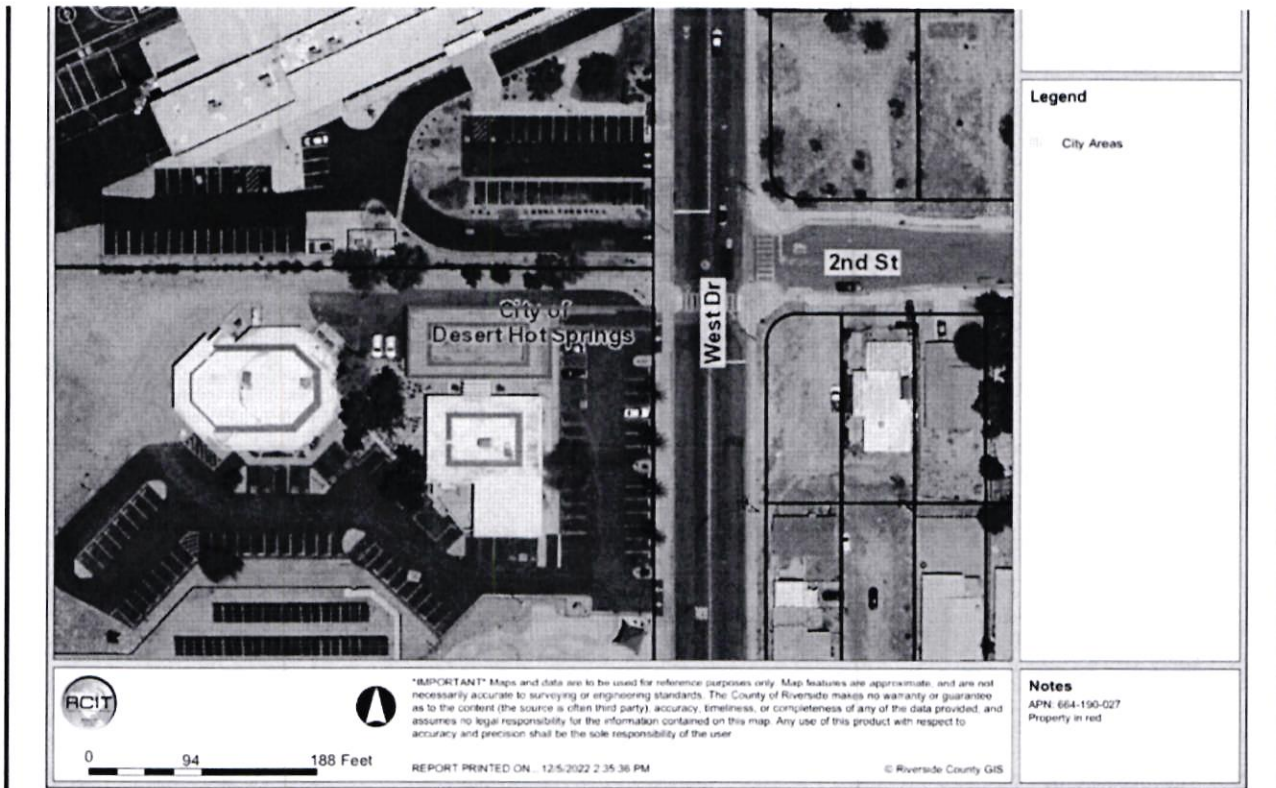 Legend
City Areas
2nd St
City of
Desert Hot Springs
West Dr
RCIT
0 94 188 Feet
"IMPORTANT" Maps and data are to be used for reference purposes only. Map features are approximate, and are not
necessarily accurate to surveying or engineering standards. The County of Riverside makes no warranty or guarantee
as to the content (the source is often third party), accuracy, timeliness, or completeness of any of the data provided, and
assumes no legal responsibility for the information contained on this map. Any use of this product with respect to
accuracy and precision shall be the sole responsibility of the user
REPORT PRINTED ON... 12/5/2022 2:35:36 PM
© Riverside County GIS
Notes
APN: 664-190-027
Property in red